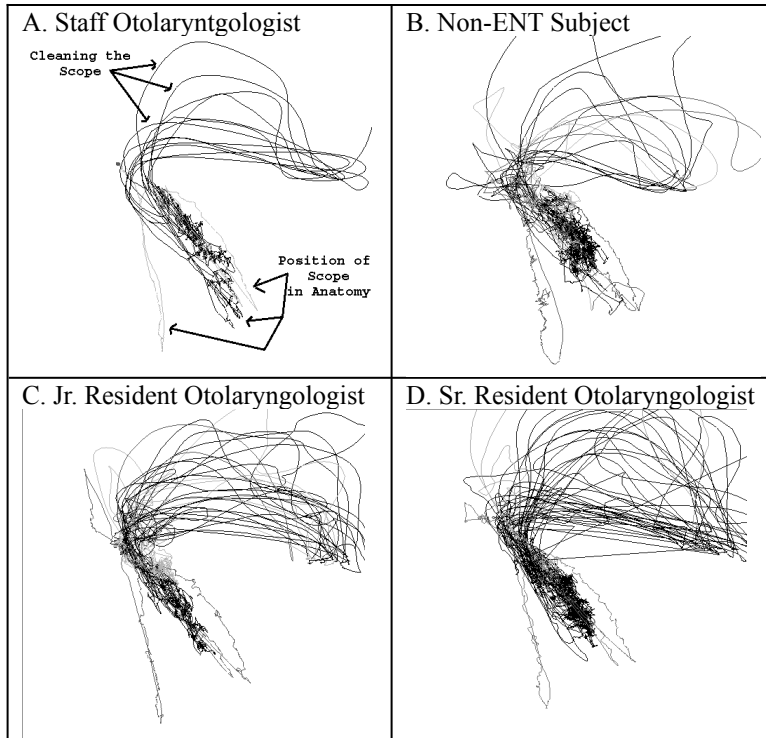 A. Staff Otolaryntgologist
Cleaning the
Scope
Position of
Scope
in Anatomy
B. Non-ENT Subject
C. Jr. Resident Otolaryngologist
D. Sr. Resident Otolaryngologist